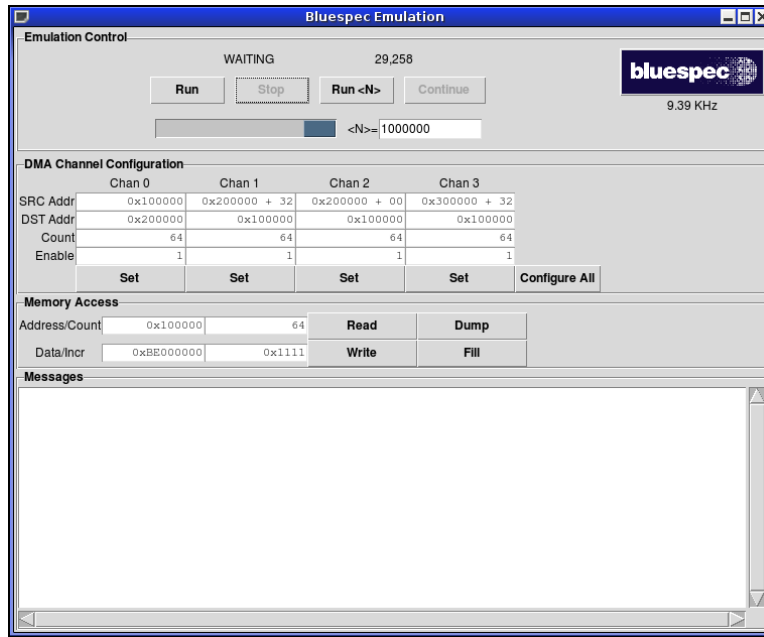 Bluespec Emulation
Emulation Control
WAITING 29,258
bluespec
Run Stop Run <N> Continue
9.39 KHz
<N>= 1000000
DMA Channel Configuration
Chan 0 Chan 1 Chan 2 Chan 3
SRC Addr 0x100000 0x200000 + 32 0x200000 + 00 0x300000 + 32
DST Addr 0x200000 0x100000 0x100000 0x100000
Count 64 64 64 64
Enable 1 1 1 1
Set Set Set Set Configure All
Memory Access
Address/Count 0x100000 64 Read Dump
Data/Incr 0xBE000000 0x1111 Write Fill
Messages